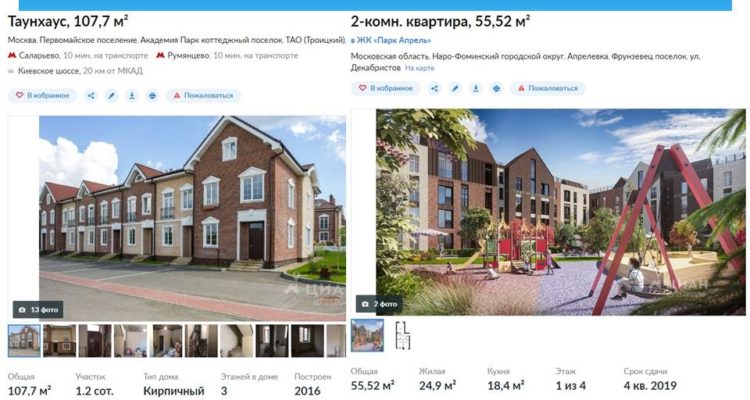 Таунхаус, 107,7 м²
Москва, Первомайское поселение, Академия Парк коттеджный поселок, ТАО (Троицкий),
Саларьево, 10 мин. на транспорте Румянцево, 10 мин. на транспорте
Киевское шоссе, 20 км от МКАД
В избранное Пожаловаться
13 фото
ЦИАН
Общая Участок Тип дома Этажей в доме Построен
107,7 м² 1.2 сот. Кирпичный 3 2016
2-комн. квартира, 55,52 м²
в ЖК «Парк Апрель»
Московская область, Наро-Фоминский городской округ, Апрелевка, Фрунзевец поселок, ул.
Декабристов На карте
В избранное Пожаловаться
2 фото
ЦИАН
Общая Жилая Кухня Этаж Срок сдачи
55,52 м² 24,9 м² 18,4 м² 1 из 4 4 кв. 2019